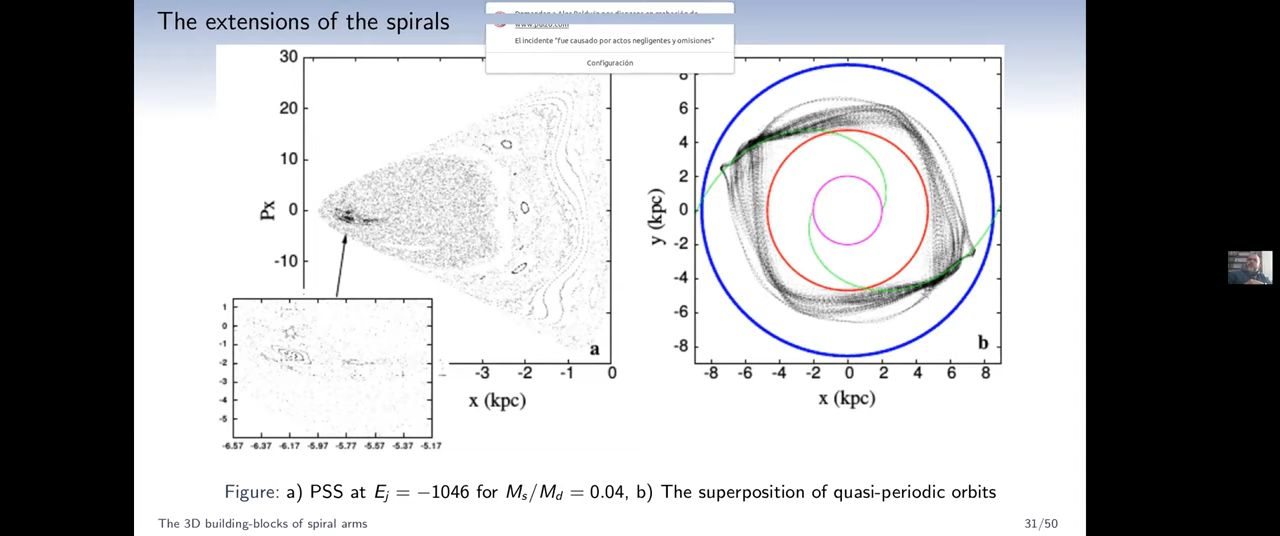 The extensions of the spirals
www.pulzo.com
El incidente "fue causado por actos negligentes y omisiones"
Configuración
30
20
10
0
-10
Px
-3 -2 -1 0
x (kpc)
a
1
0
-1
-2
-3
-4
-5
-6.57 -6.37 -6.17 -5.97 -5.77 -5.57 -5.37 -5.17
8
6
4
2
0
-2
-4
-6
-8
y (kpc)
-8 -6 -4 -2 0 2 4 6 8
x (kpc)
b
Figure: a) PSS at Ej = −1046 for Ms/Md = 0.04, b) The superposition of quasi-periodic orbits
The 3D building-blocks of spiral arms
31/50